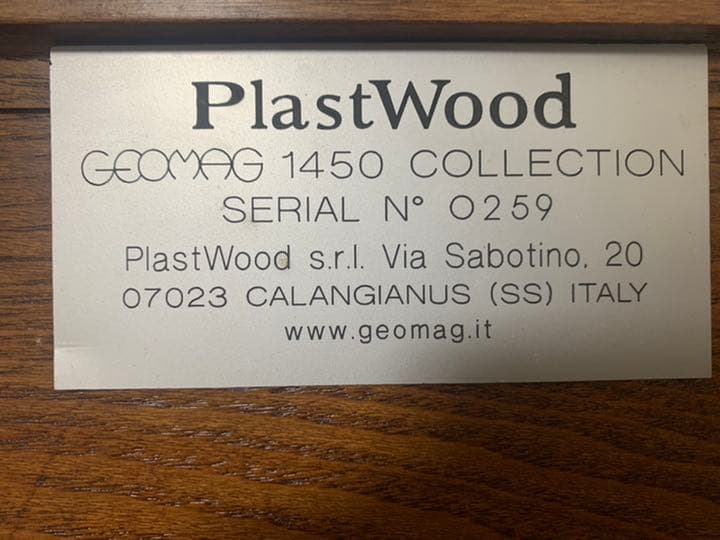 PlastWood
GEOMAG 1450 COLLECTION
SERIAL N° 0259
PlastWood s.r.l. Via Sabotino, 20
07023 CALANGIANUS (SS) ITALY
www.geomag.it